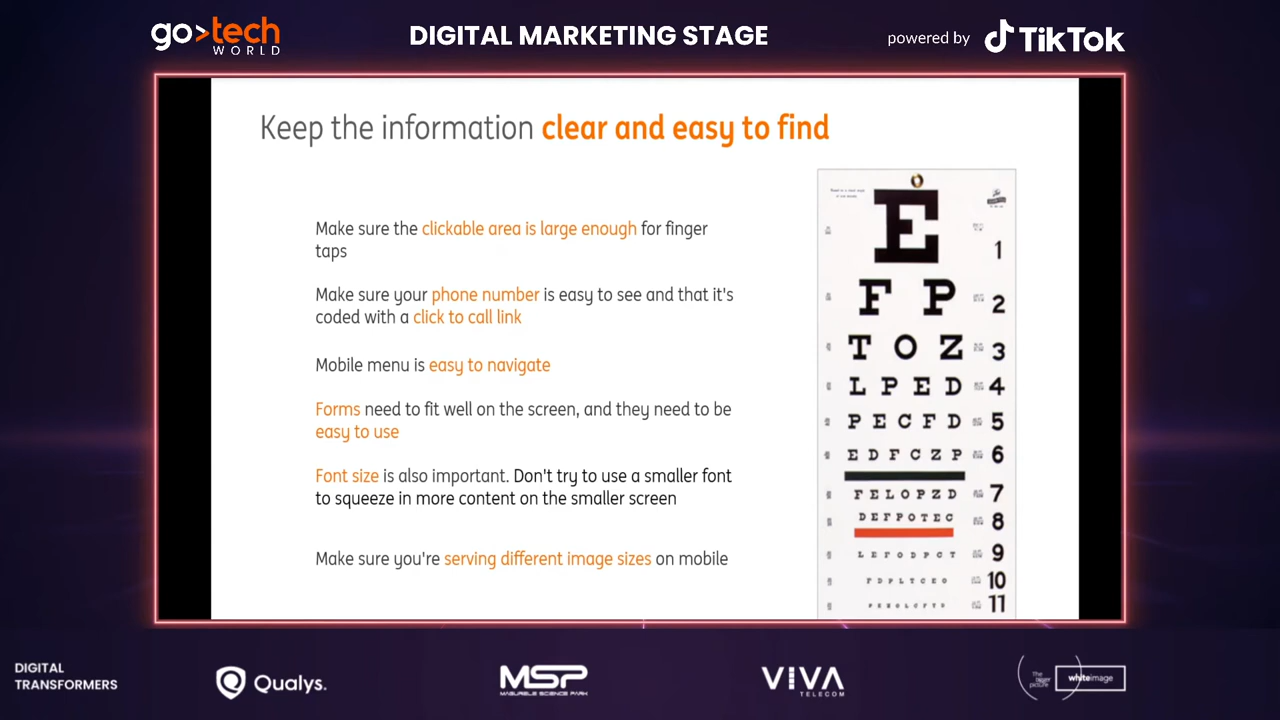 go>tech
WORLD
DIGITAL MARKETING STAGE
powered by
TikTok
Keep the information clear and easy to find
Make sure the clickable area is large enough for finger
taps
Make sure your phone number is easy to see and that it's
coded with a click to call link
Mobile menu is easy to navigate
Forms need to fit well on the screen, and they need to be
easy to use
Font size is also important. Don't try to use a smaller font
to squeeze in more content on the smaller screen
Make sure you're serving different image sizes on mobile
E 1
F P 2
T O Z 3
L P E D 4
P E C F D 5
E D F C Z P 6
F E L O P Z D 7
D E F P O T E C 8
L E F O D P C T 9
F D P L T C E O 10
11
DIGITAL
TRANSFORMERS
Qualys.
MSP
MAGURELE SCIENCE PARK
VIVA
TELECOM
The
bigger
picture
whiteimage